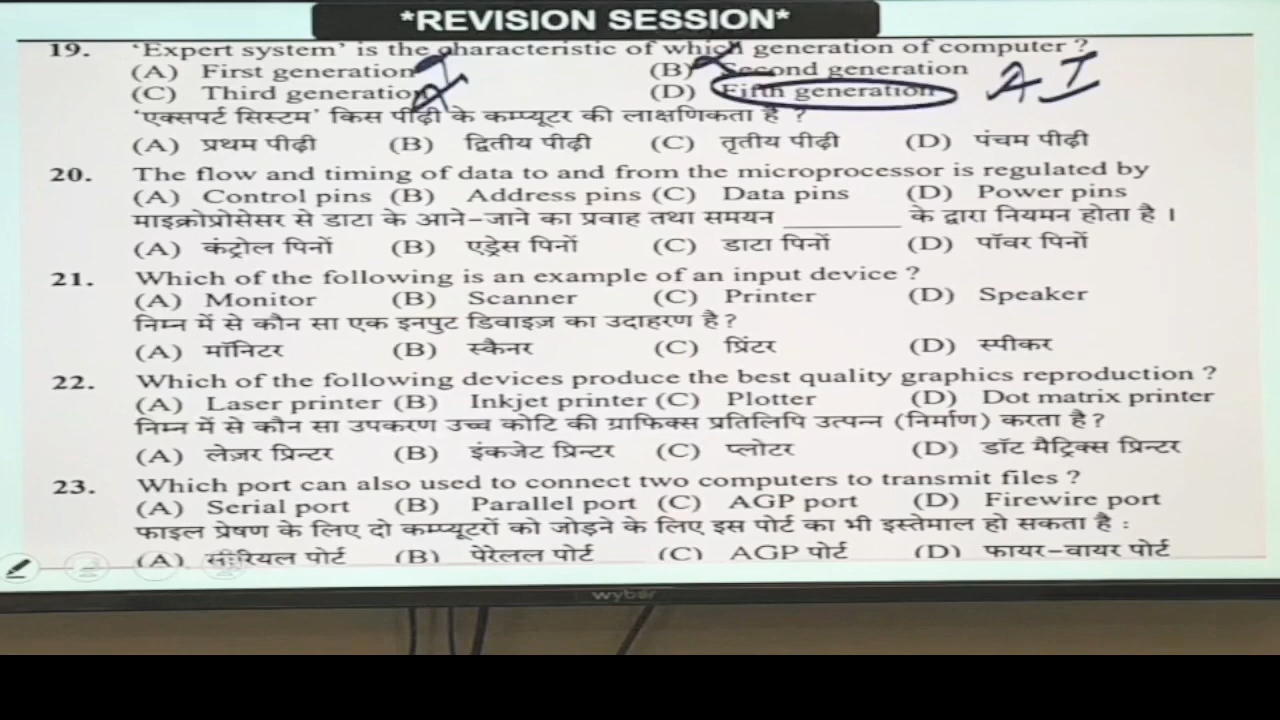 *REVISION SESSION*
19. 'Expert system' is the characteristic of which generation of computer ?
(A) First generation (B) Second generation
(C) Third generation (D) Fifth generation
A I
'एक्सपर्ट सिस्टम' किस पीढ़ी के कम्प्यूटर की लाक्षणिकता है ?
(A) प्रथम पीढ़ी (B) द्वितीय पीढ़ी (C) तृतीय पीढ़ी (D) पंचम पीढ़ी
20. The flow and timing of data to and from the microprocessor is regulated by
(A) Control pins (B) Address pins (C) Data pins (D) Power pins
माइक्रोप्रोसेसर से डाटा के आने-जाने का प्रवाह तथा समयन ________ के द्वारा नियमन होता है ।
(A) कंट्रोल पिनों (B) एड्रेस पिनों (C) डाटा पिनों (D) पॉवर पिनों
21. Which of the following is an example of an input device ?
(A) Monitor (B) Scanner (C) Printer (D) Speaker
निम्न में से कौन सा एक इनपुट डिवाइज़ का उदाहरण है ?
(A) मॉनिटर (B) स्कैनर (C) प्रिंटर (D) स्पीकर
22. Which of the following devices produce the best quality graphics reproduction ?
(A) Laser printer (B) Inkjet printer (C) Plotter (D) Dot matrix printer
निम्न में से कौन सा उपकरण उच्च कोटि की ग्राफिक्स प्रतिलिपि उत्पन्न (निर्माण) करता है ?
(A) लेज़र प्रिन्टर (B) इंकजेट प्रिन्टर (C) प्लोटर (D) डॉट मैट्रिक्स प्रिन्टर
23. Which port can also used to connect two computers to transmit files ?
(A) Serial port (B) Parallel port (C) AGP port (D) Firewire port
फाइल प्रेषण के लिए दो कम्प्यूटरों को जोड़ने के लिए इस पोर्ट का भी इस्तेमाल हो सकता है :
(A) सीरियल पोर्ट (B) पेरेलल पोर्ट (C) AGP पोर्ट (D) फायर-वायर पोर्ट